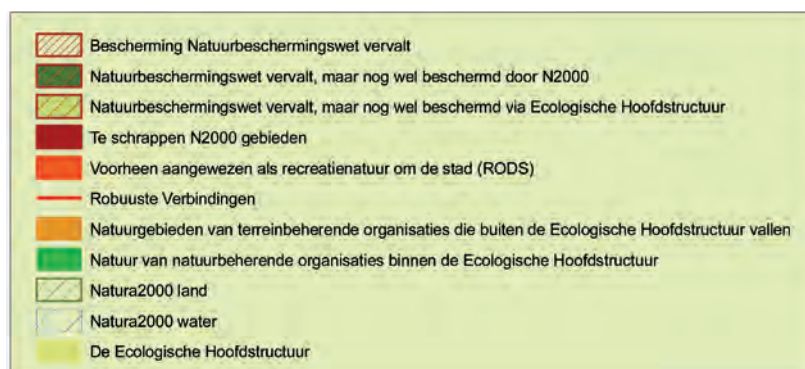 Bescherming Natuurbeschermingswet vervalt
Natuurbeschermingswet vervalt, maar nog wel beschermd door N2000
Natuurbeschermingswet vervalt, maar nog wel beschermd via Ecologische Hoofdstructuur
Te schrappen N2000 gebieden
Voorheen aangewezen als recreatienatuur om de stad (RODS)
Robuuste Verbindingen
Natuurgebieden van terreinbeherende organisaties die buiten de Ecologische Hoofdstructuur vallen
Natuur van natuurbeherende organisaties binnen de Ecologische Hoofdstructuur
Natura2000 land
Natura2000 water
De Ecologische Hoofdstructuur